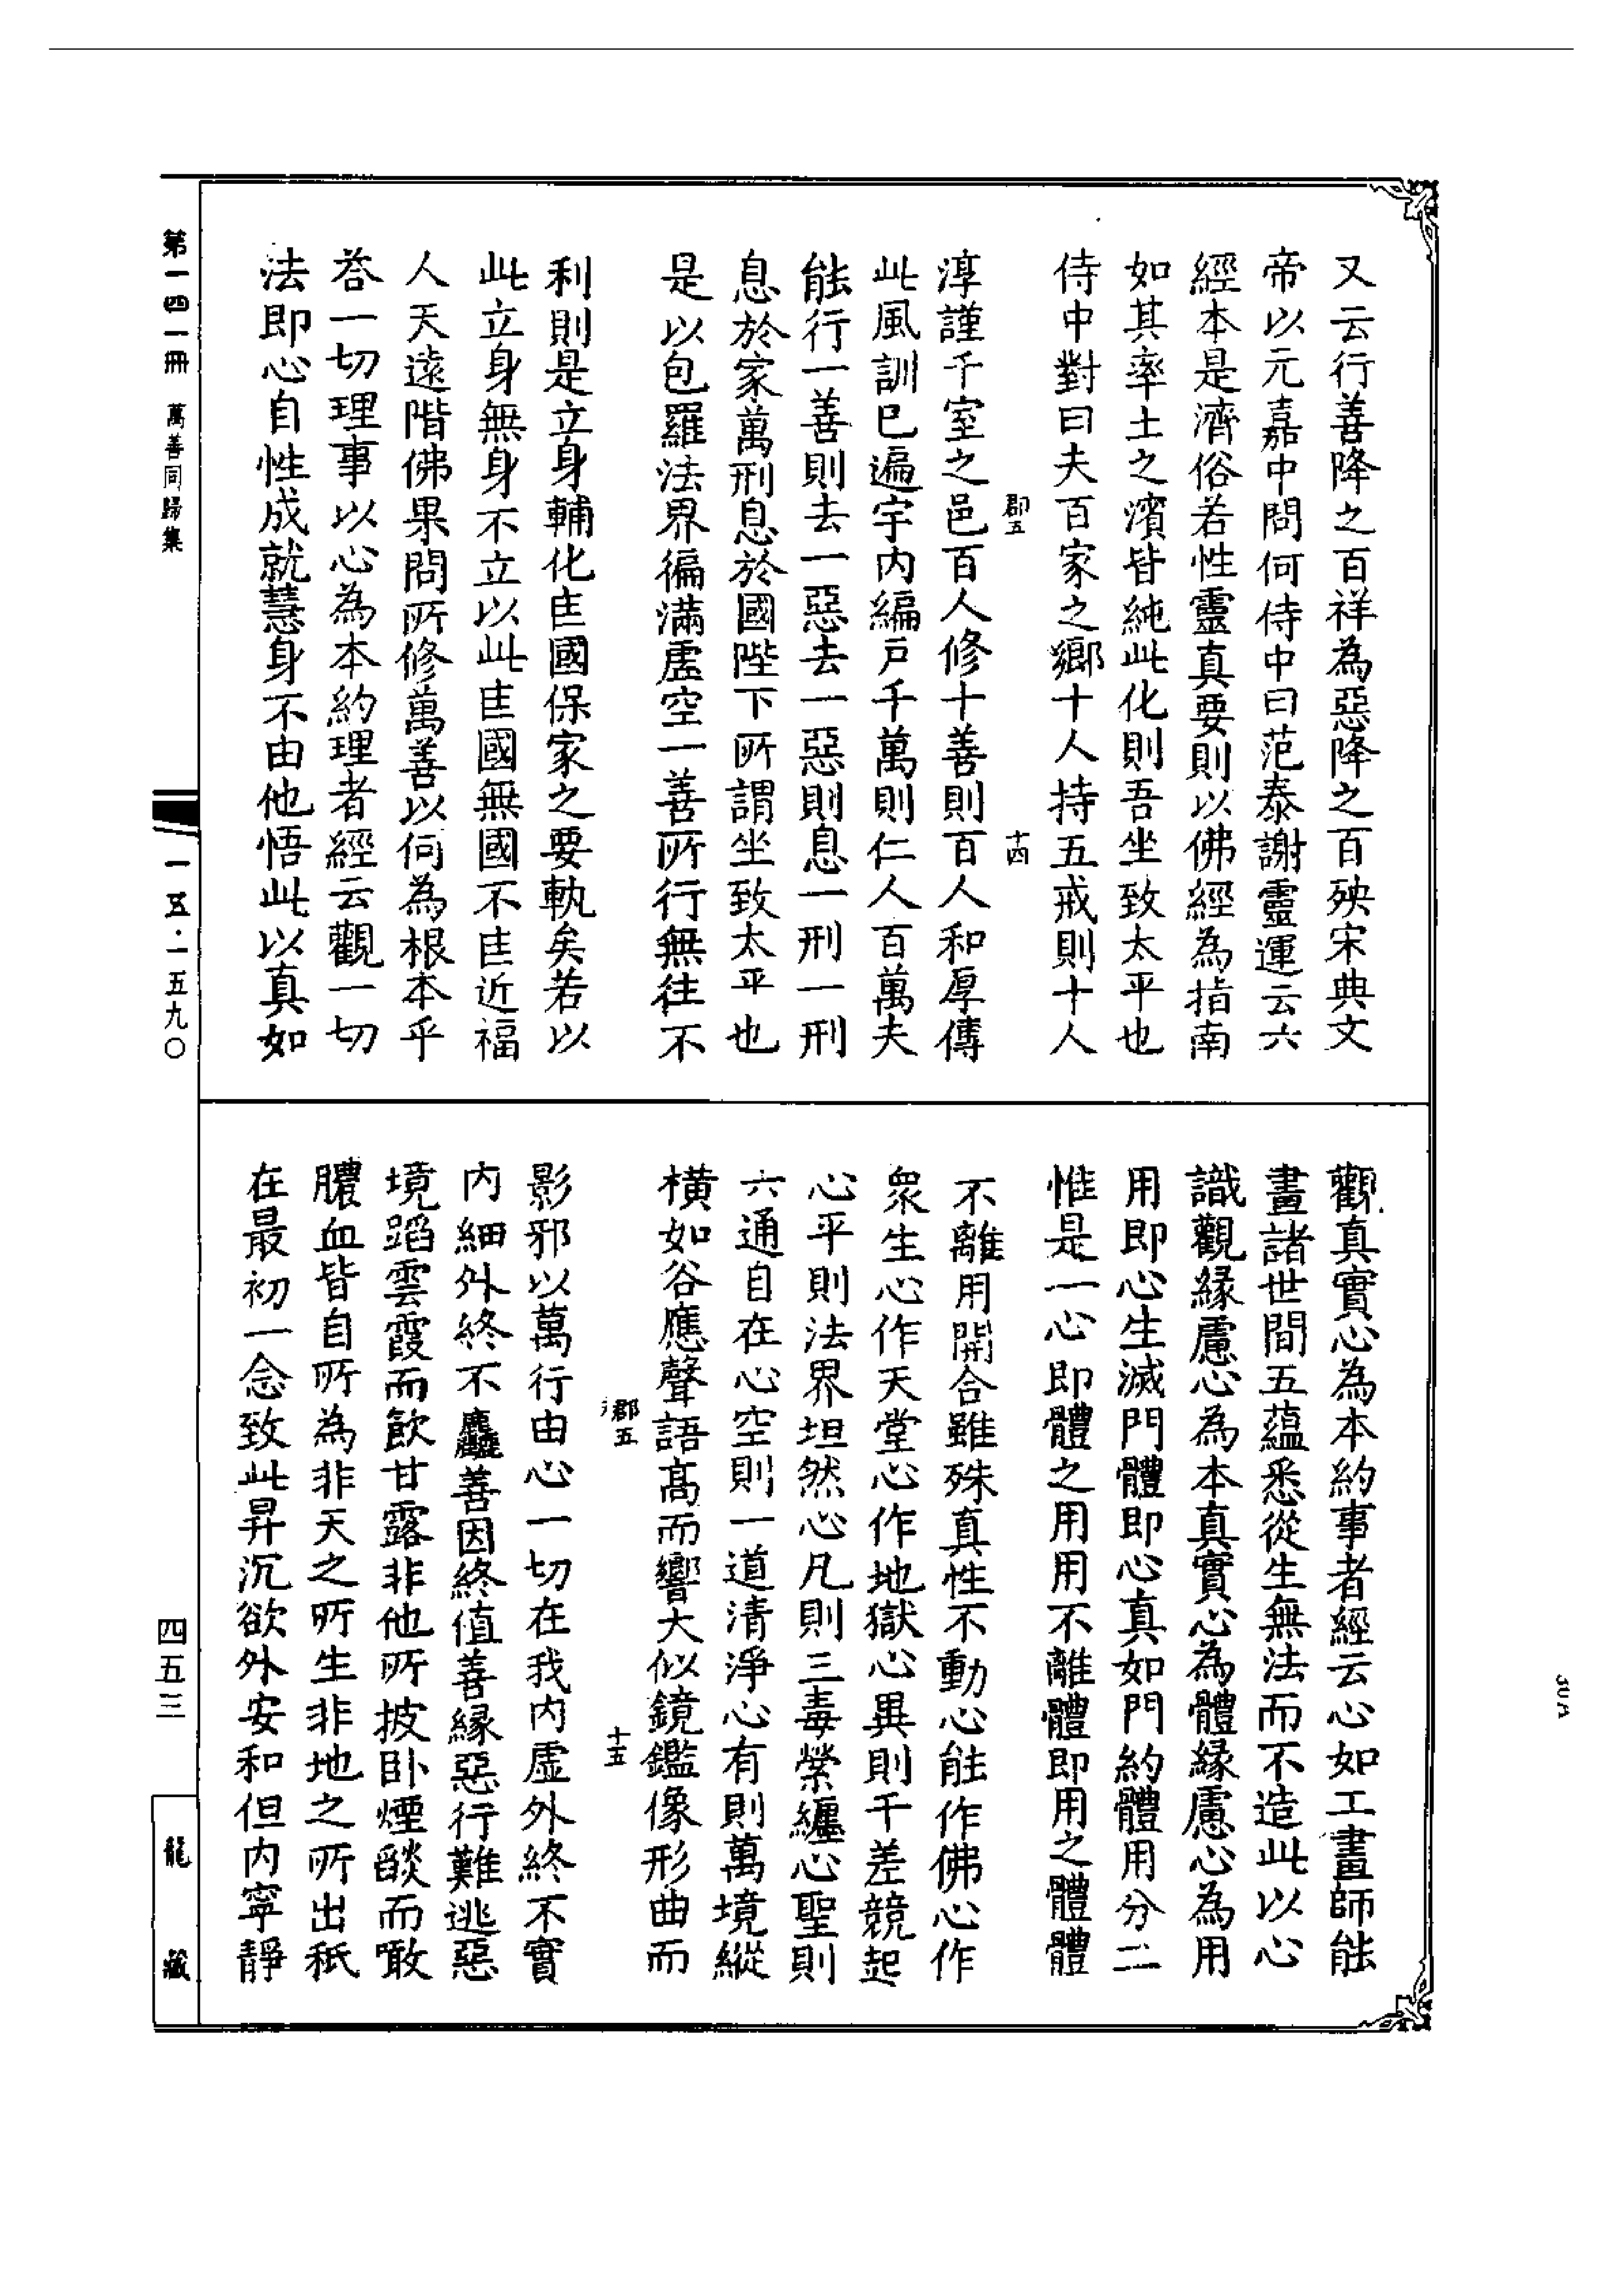 又云行善降之百祥為惡降之百殃宋典文
帝以元嘉中問何侍中曰范泰謝靈運云六
經本是濟俗若性靈真要則以佛經為指南
如其率土之濱皆純此化則吾坐致太平也
侍中對曰夫百家之鄉十人持五戒則十人
郡五
十四
淳謹千室之邑百人修十善則百人和厚傳
此風訓巳遍宇內編戶千萬則仁人百萬夫
能行一善則去一惡去一惡則息一刑一刑
息於家萬刑息於國陛下所謂坐致太平也
是以包羅法界徧滿虛空一善所行無往不
利則是立身輔化匡國保家之要軌矣若以
此立身無身不立以此匡國無國不匡近福
人天遠階佛果問所修萬善以何為根本乎
荅一切理事以心為本約理者經云觀一切
法即心自性成就慧身不由他悟此以真如
觀真實心為本約事者經云心如工畫師能
畫諸世間五蘊悉從生無法而不造此以心
識觀緣慮心為本真實心為體緣慮心為用
用即心生滅門體即心真如門約體用分二
惟是一心即體之用用不離體即用之體體
不離用開合雖殊真性不動心能作佛心作
眾生心作天堂心作地獄心異則千差競起
心平則法界坦然心凡則三毒縈纏心聖則
六通自在心空則一道清淨心有則萬境縱
橫如谷應聲語高而響大似鏡鑑像形曲而
郡五
十五
影邪以萬行由心一切在我內虛外終不實
內細外終不麤善因終值善緣惡行難逃惡
境蹈雲霞而飲甘露非他所披臥煙燄而噉
膿血皆自所為非天之所生非地之所出秖
在最初一念致此昇沉欲外安和但內寧靜
第一四一冊 萬善同歸集
一五·一五九〇
四五三
龍藏